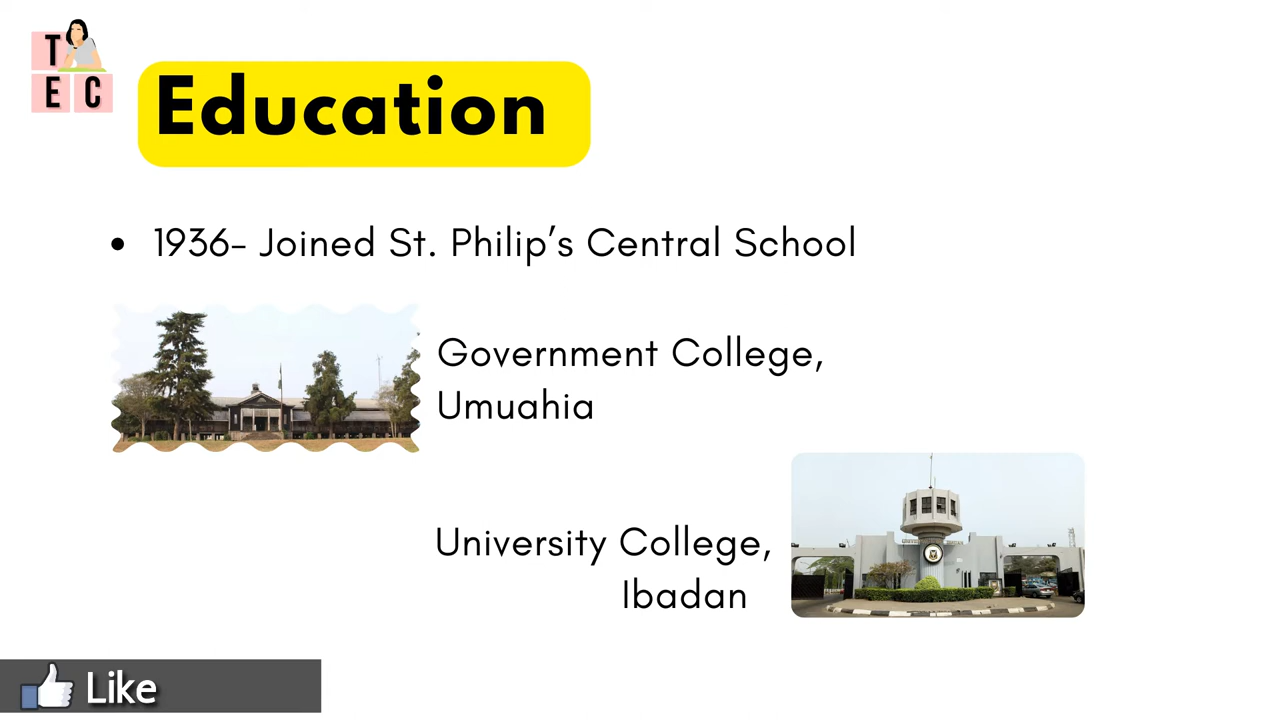 T
E C
Education
• 1936- Joined St. Philip's Central School
Government College,
Umuahia
University College,
Ibadan
Like